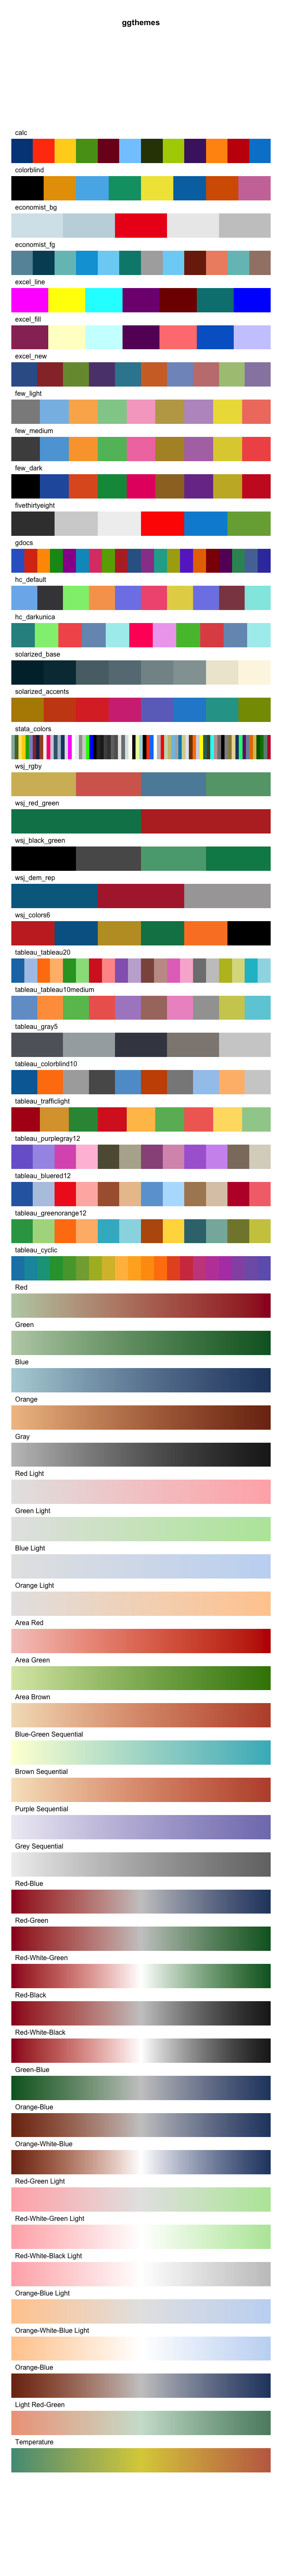 ggthemes
calc
colorblind
economist_bg
economist_fg
excel_line
excel_fill
excel_new
few_light
few_medium
few_dark
fivethirtyeight
gdocs
hc_default
hc_darkunica
solarized_base
solarized_accents
stata_colors
wsj_rgby
wsj_red_green
wsj_black_green
wsj_dem_rep
wsj_colors6
tableau_tableau20
tableau_tableau10medium
tableau_gray5
tableau_colorblind10
tableau_trafficlight
tableau_purplegray12
tableau_bluered12
tableau_greenorange12
tableau_cyclic
Red
Green
Blue
Orange
Gray
Red Light
Green Light
Blue Light
Orange Light
Area Red
Area Green
Area Brown
Blue-Green Sequential
Brown Sequential
Purple Sequential
Grey Sequential
Red-Blue
Red-Green
Red-White-Green
Red-Black
Red-White-Black
Green-Blue
Orange-Blue
Orange-White-Blue
Red-Green Light
Red-White-Green Light
Red-White-Black Light
Orange-Blue Light
Orange-White-Blue Light
Orange-Blue
Light Red-Green
Temperature